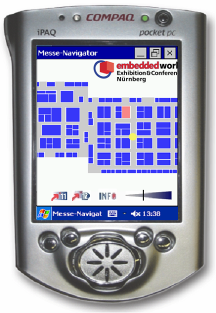 COMPAQ
iPAQ pocket pc
Messe-Navigator
embedded worl
Exhibition&Conferen
Nürnberg
INFO
Messe-Navigat 13:38